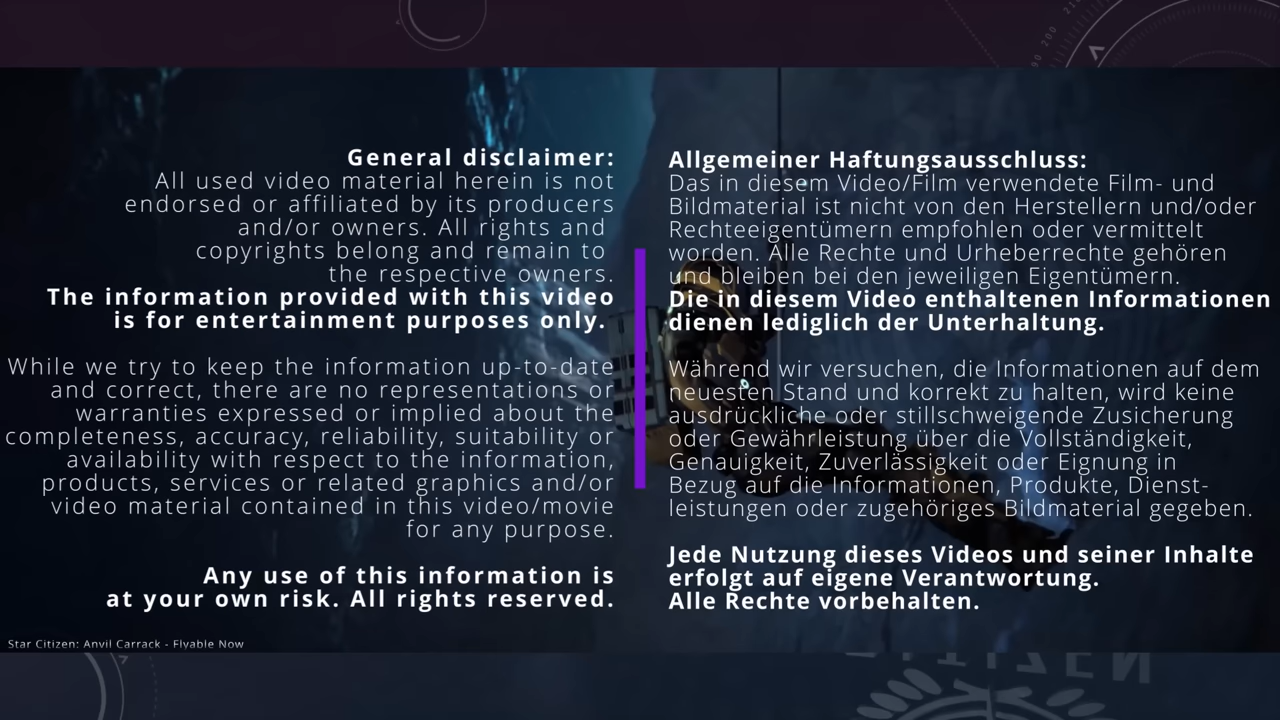 General disclaimer:
All used video material herein is not
endorsed or affiliated by its producers
and/or owners. All rights and
copyrights belong and remain to
the respective owners.
The information provided with this video
is for entertainment purposes only.
While we try to keep the information up-to-date
and correct, there are no representations or
warranties expressed or implied about the
completeness, accuracy, reliability, suitability or
availability with respect to the information,
products, services or related graphics and/or
video material contained in this video/movie
for any purpose.
Any use of this information is
at your own risk. All rights reserved.
Allgemeiner Haftungsausschluss:
Das in diesem Video/Film verwendete Film- und
Bildmaterial ist nicht von den Herstellern und/oder
Rechteeigentümern empfohlen oder vermittelt
worden. Alle Rechte und Urheberrechte gehören
und bleiben bei den jeweiligen Eigentümern.
Die in diesem Video enthaltenen Informationen
dienen lediglich der Unterhaltung.
Während wir versuchen, die Informationen auf dem
neuesten Stand und korrekt zu halten, wird keine
ausdrückliche oder stillschweigende Zusicherung
oder Gewährleistung über die Vollständigkeit,
Genauigkeit, Zuverlässigkeit oder Eignung in
Bezug auf die Informationen, Produkte, Dienst-
leistungen oder zugehöriges Bildmaterial gegeben.
Jede Nutzung dieses Videos und seiner Inhalte
erfolgt auf eigene Verantwortung.
Alle Rechte vorbehalten.
Star Citizen: Anvil Carrack - Flyable Now